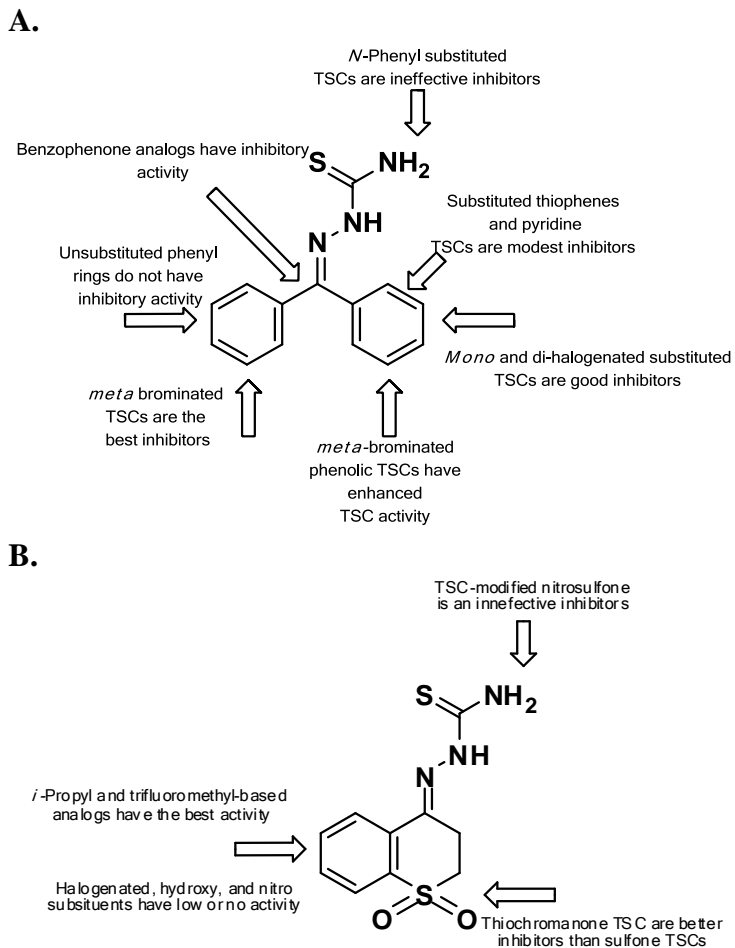 A.
N-Phenyl substituted
TSCs are ineffective inhibitors
Benzophenone analogs have inhibitory
activity
S
NH2
NH
N
Substituted thiophenes
and pyridine
TSCs are modest inhibitors
Unsubstituted phenyl
rings do not have
inhibitory activity
Mono and di-halogenated substituted
TSCs are good inhibitors
meta brominated
TSCs are the
best inhibitors
meta-brominated
phenolic TSCs have
enhanced
TSC activity
B.
TSC-modified nitrosulfone
is an innefective inhibitors
S
NH2
NH
N
i-Propyl and trifluoromethyl-based
analogs have the best activity
Halogenated, hydroxy, and nitro
subsituents have low or no activity
S
O O
Thiochromanone TSC are better
inhibitors than sulfone TSCs